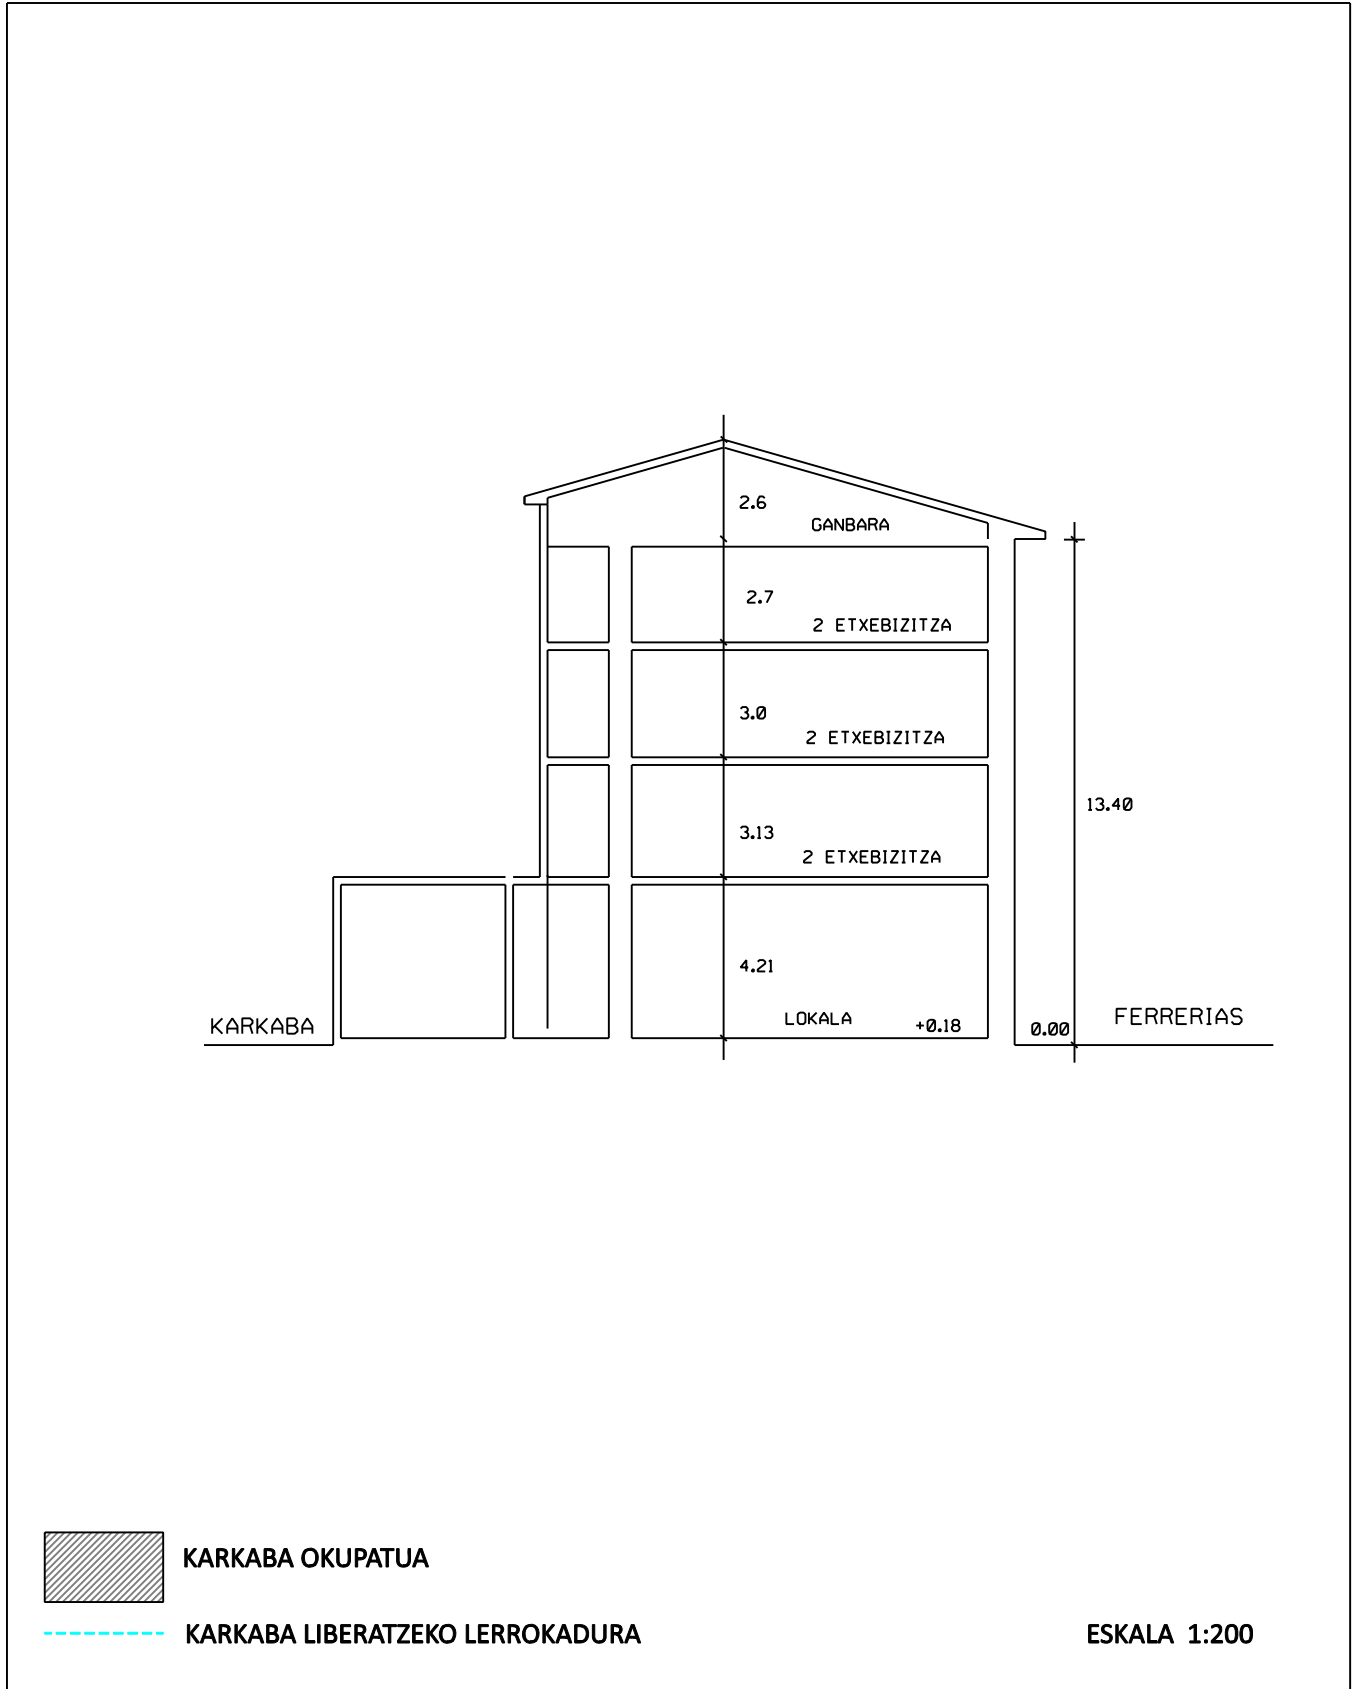 2.6
GANBARA
2.7
2 ETXEBIZITZA
3.0
2 ETXEBIZITZA
13.40
3.13
2 ETXEBIZITZA
4.21
LOKALA
+0.18
KARKABA
0.00
FERRERIAS
KARKABA OKUPATUA
KARKABA LIBERATZEKO LERROKADURA
ESKALA 1:200